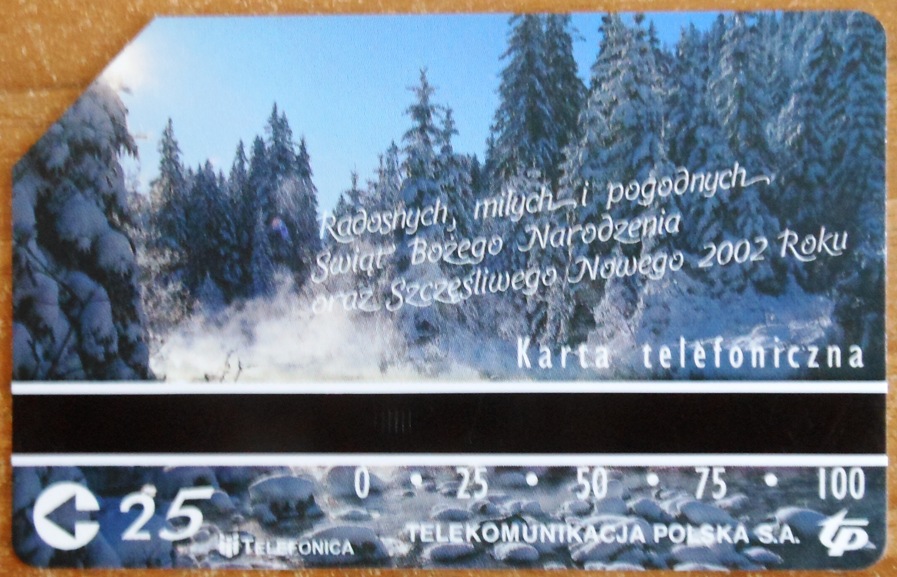 Radosnych, miłych i pogodnych
Świąt Bożego Narodzenia
oraz Szczęśliwego Nowego 2002 Roku
Karta telefoniczna
0 • 25 • 50 • 75 • 100
25
TELEFONICA
TELEKOMUNIKACJA POLSKA S.A.
tp